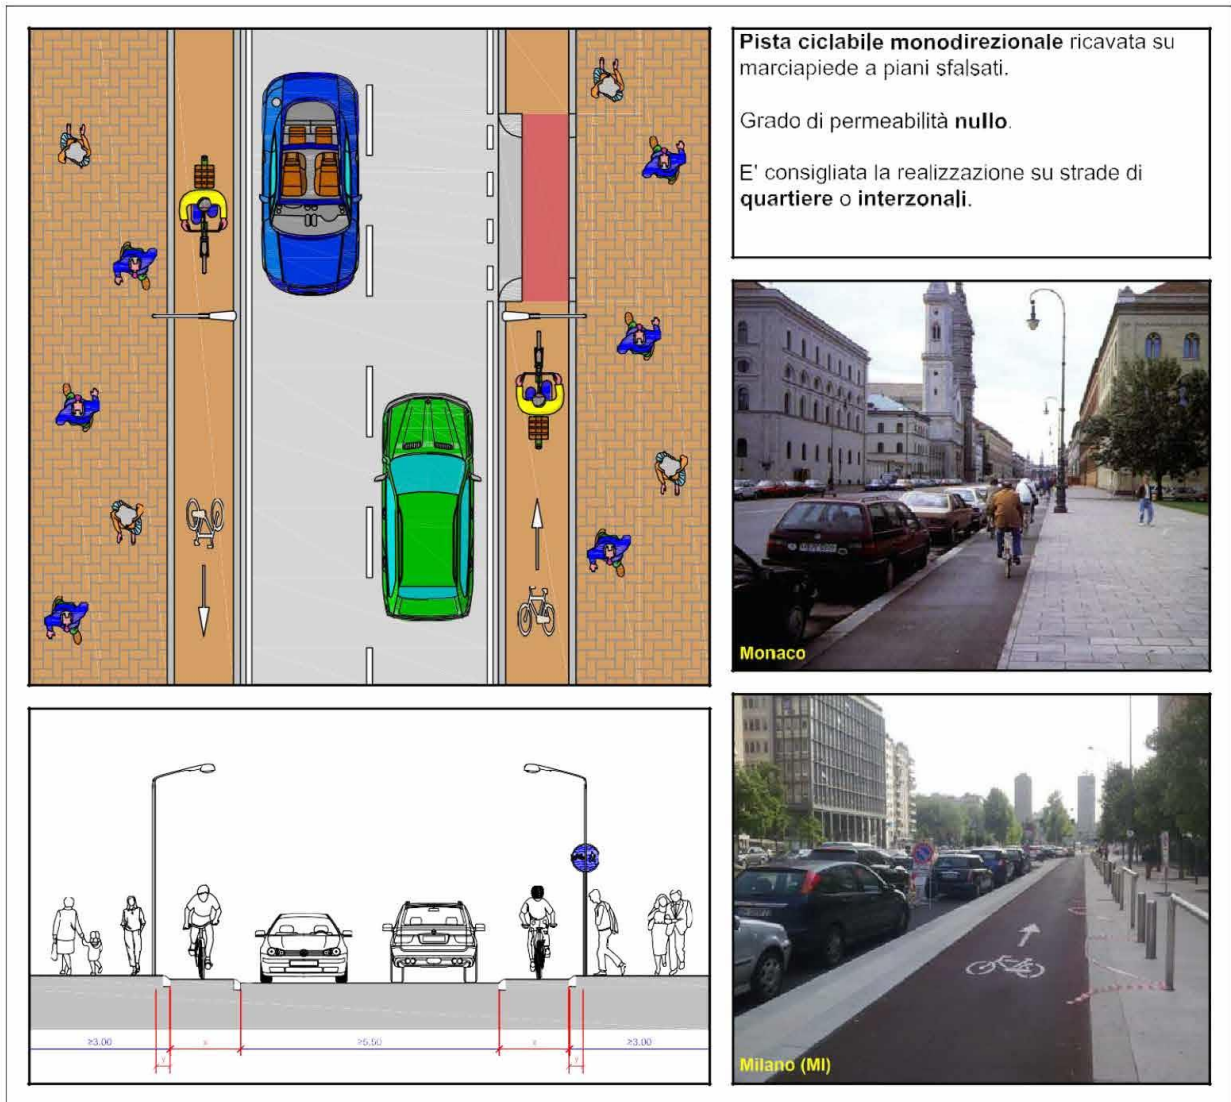 Pista ciclabile monodirezionale ricavata su
marciapiede a piani sfalsati.
Grado di permeabilità nullo.
E' consigliata la realizzazione su strade di
quartiere o interzonali.
Monaco
≥3.00
x
≥5.50
x
≥3.00
y
y
Milano (MI)